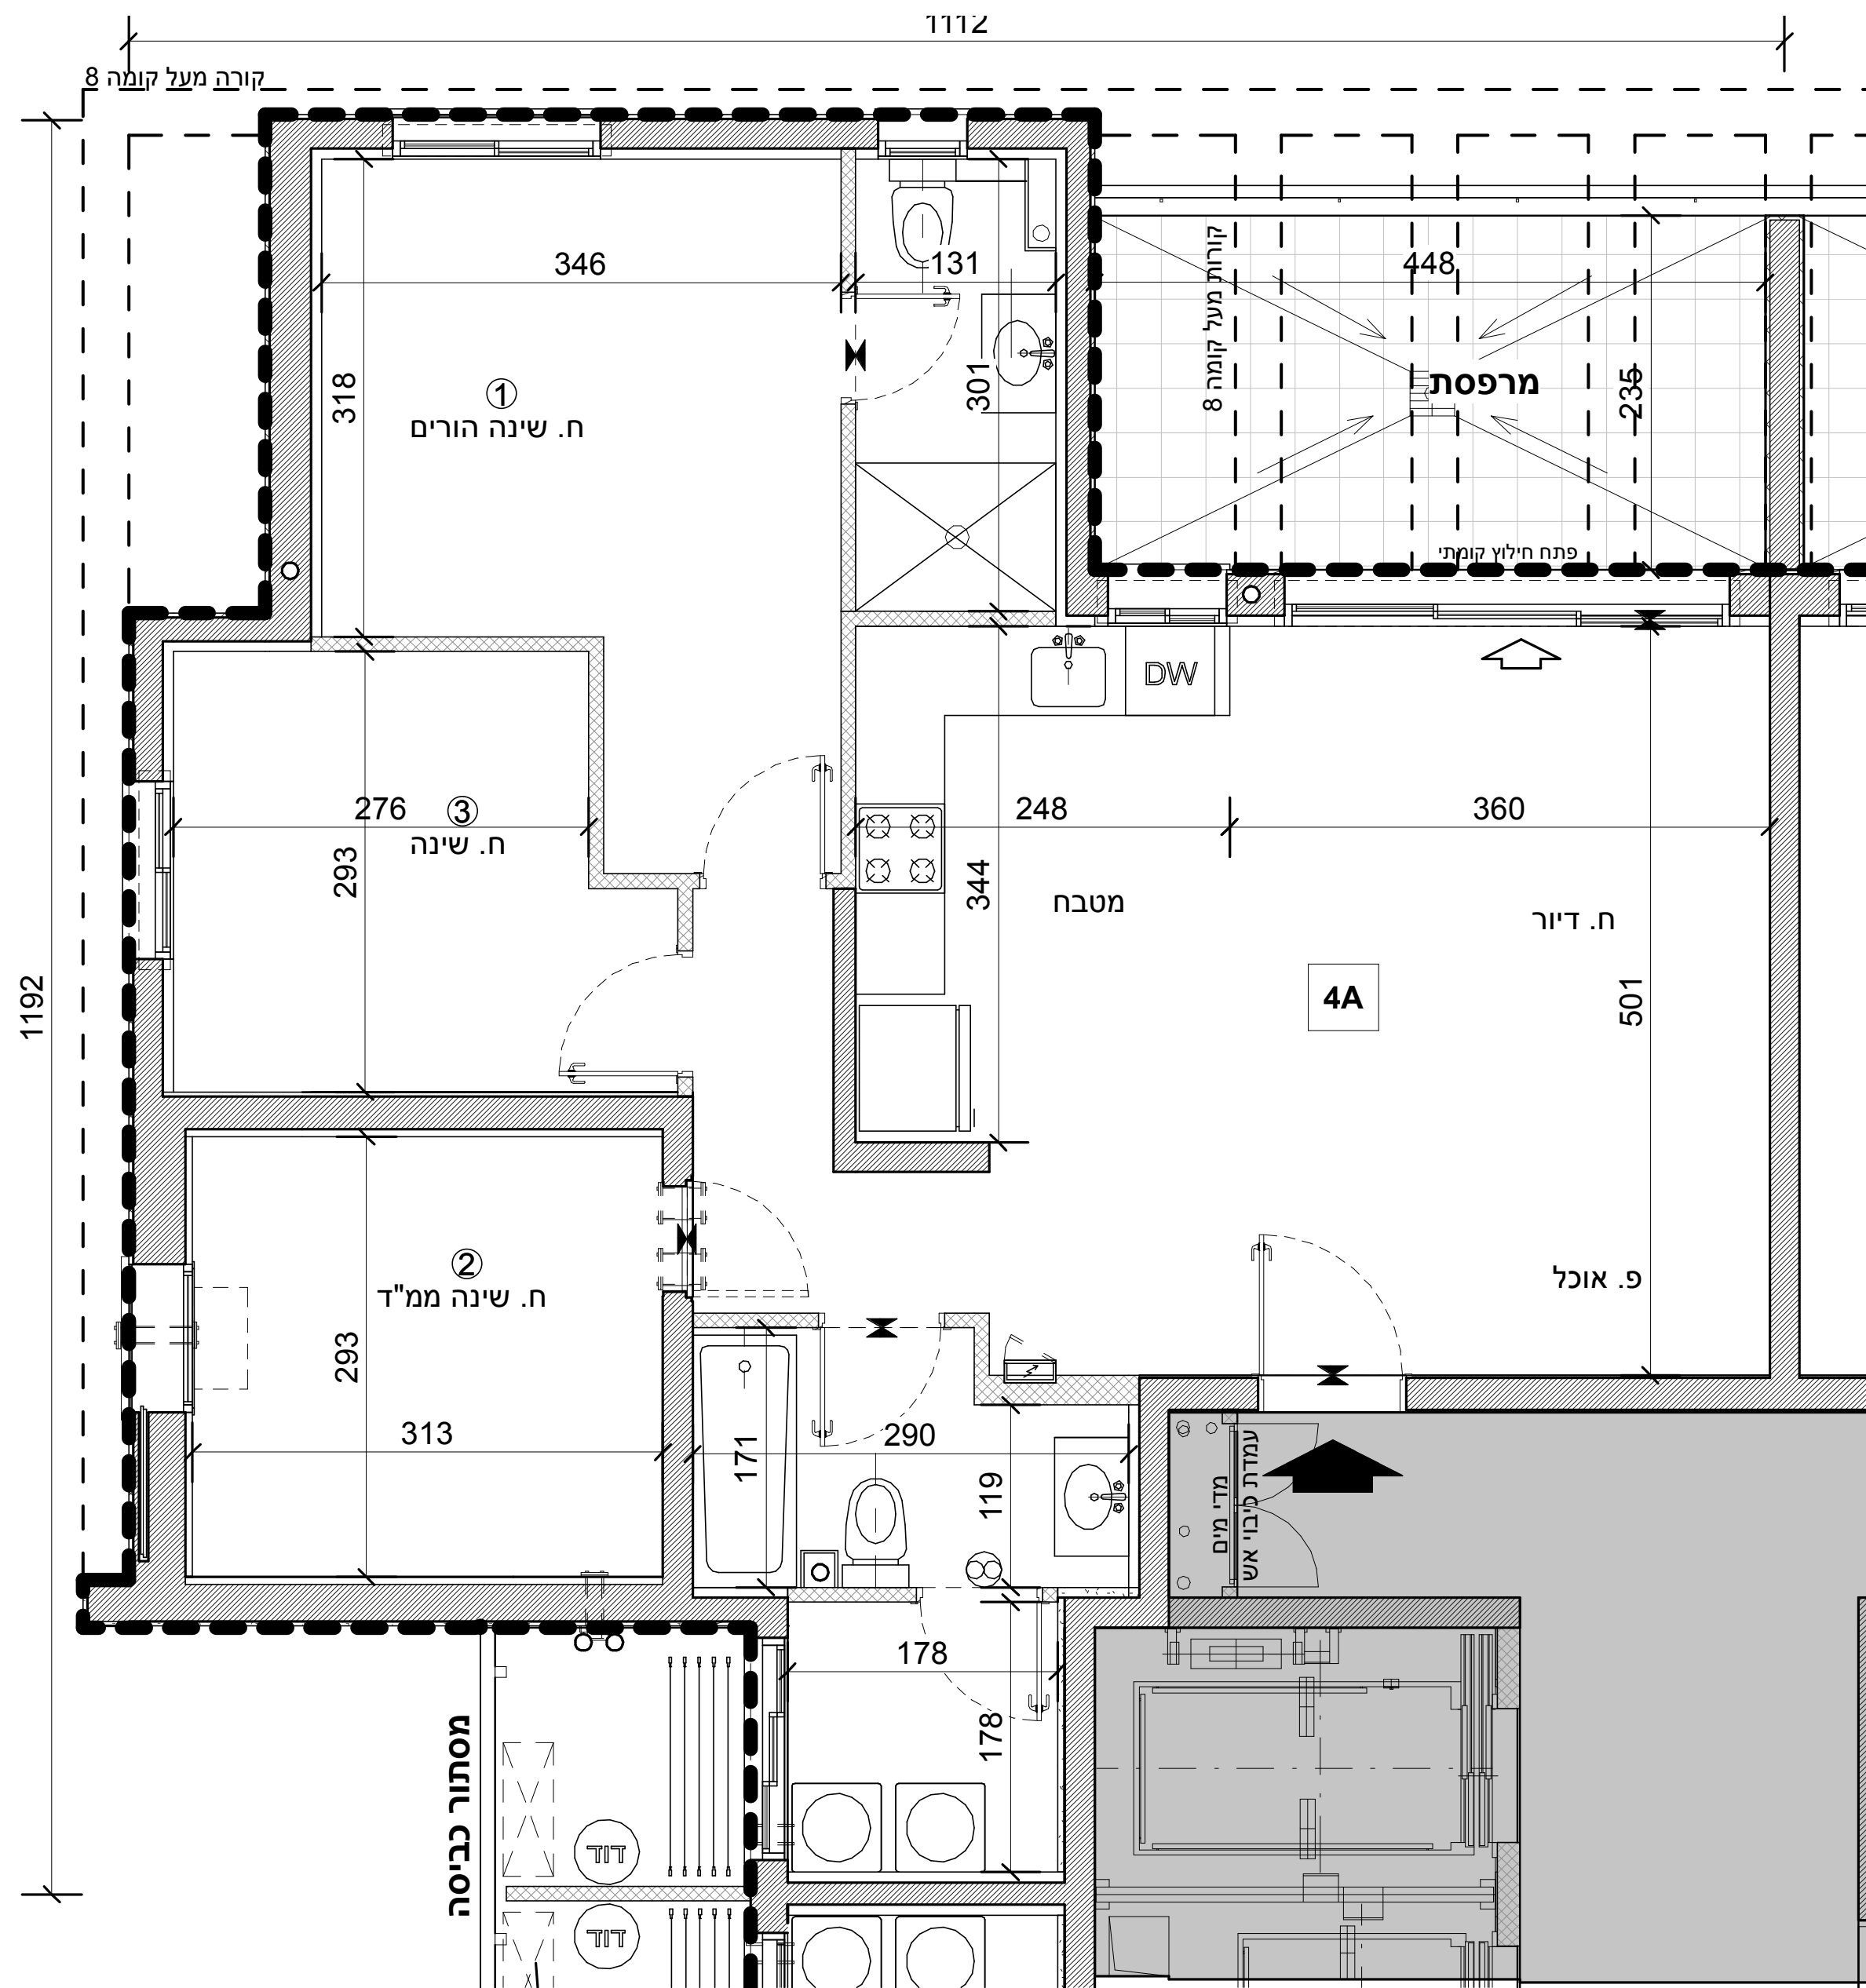 1112
קורה מעל קומה 8
346
131
448
קורות מעל קומה 8
318
301
235
מרפסת
1
ח. שינה הורים
פתח חילוץ קומתי
DW
276
3
ח. שינה
293
248
360
344
מטבח
ח. דיור
4A
501
1192
2
ח. שינה ממ"ד
פ. אוכל
293
313
290
171
119
מדי מים
עמדת כיבוי אש
178
178
מסתור כביסה
דוד
דוד